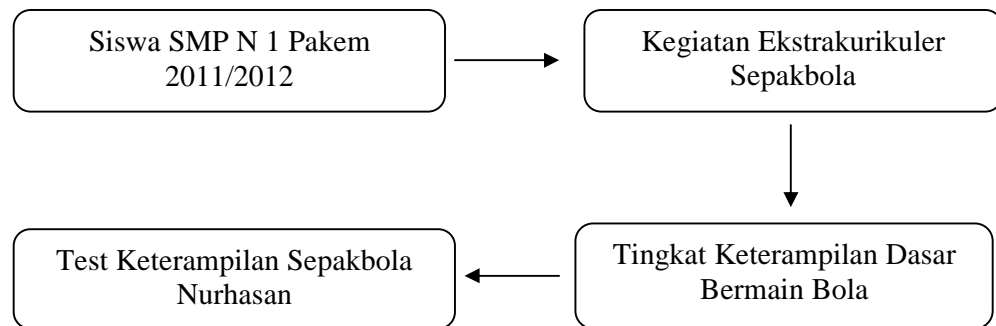 Siswa SMP N 1 Pakem
2011/2012
Kegiatan Ekstrakurikuler
Sepakbola
Tingkat Keterampilan Dasar
Bermain Bola
Test Keterampilan Sepakbola
Nurhasan